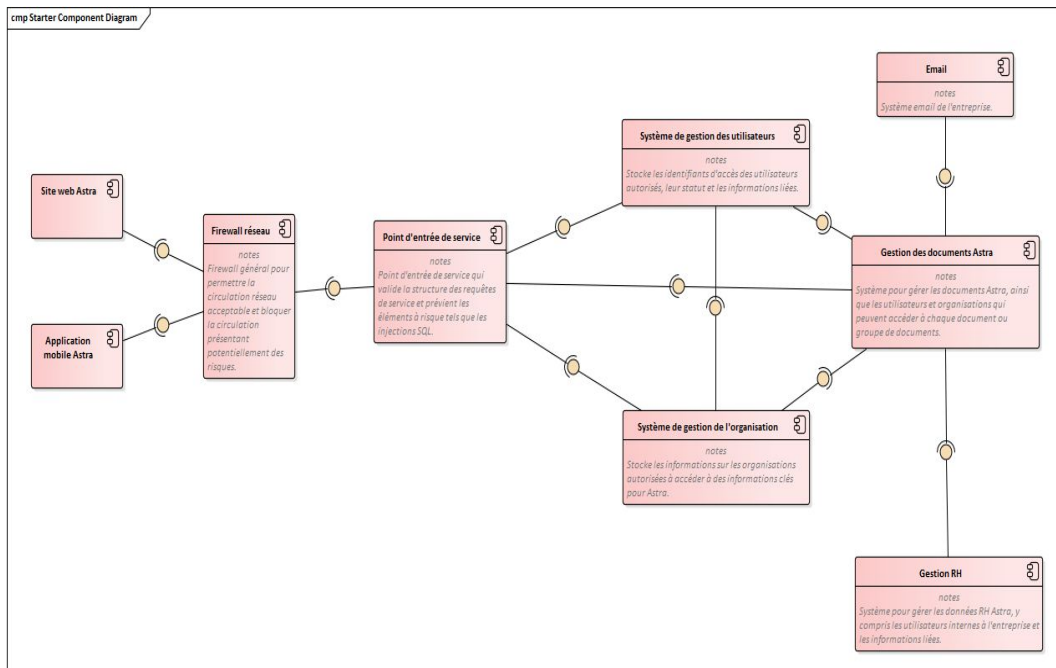 cmp Starter Component Diagram
Email
notes
Système email de l'entreprise.
Système de gestion des utilisateurs
notes
Stocke les identifiants d'accès des utilisateurs
autorisés, leur statut et les informations liées.
Site web Astra
Firewall réseau
notes
Firewall général pour
permettre la
circulation réseau
acceptable et bloquer
la circulation
présentant
potentiellement des
risques.
Point d'entrée de service
notes
Point d'entrée de service qui
valide la structure des requêtes
de service et prévient les
éléments à risque tels que les
injections SQL.
Gestion des documents Astra
notes
Système pour gérer les documents Astra, ainsi
que les utilisateurs et organisations qui
peuvent accéder à chaque document ou
groupe de documents.
Application
mobile Astra
Système de gestion de l'organisation
notes
Stocke les informations sur les organisations
autorisées à accéder à des informations clés
pour Astra.
Gestion RH
notes
Système pour gérer les données RH Astra, y
compris les utilisateurs internes à l'entreprise et
les informations liées.